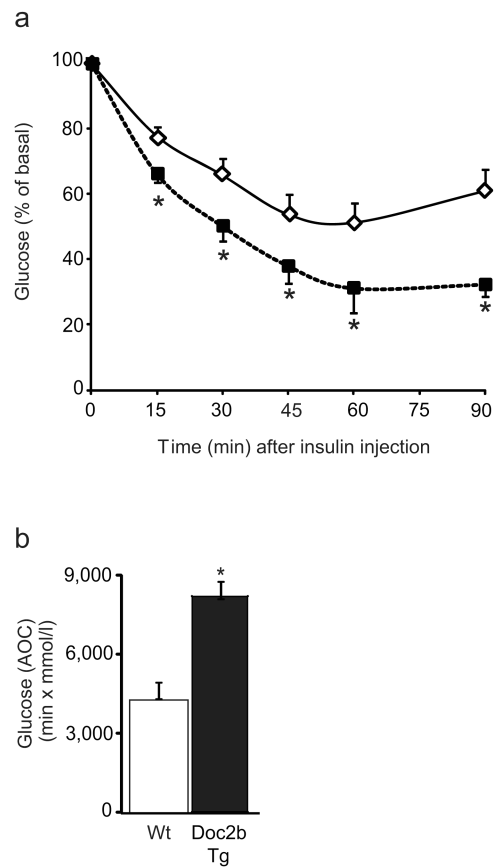 a
Glucose (% of basal)
100
80
60
40
20
0
* * * * *
0 15 30 45 60 75 90
Time (min) after insulin injection
b
Glucose (AOC)
(min x mmol/l)
9,000
6,000
3,000
0
*
Wt Doc2b
Tg